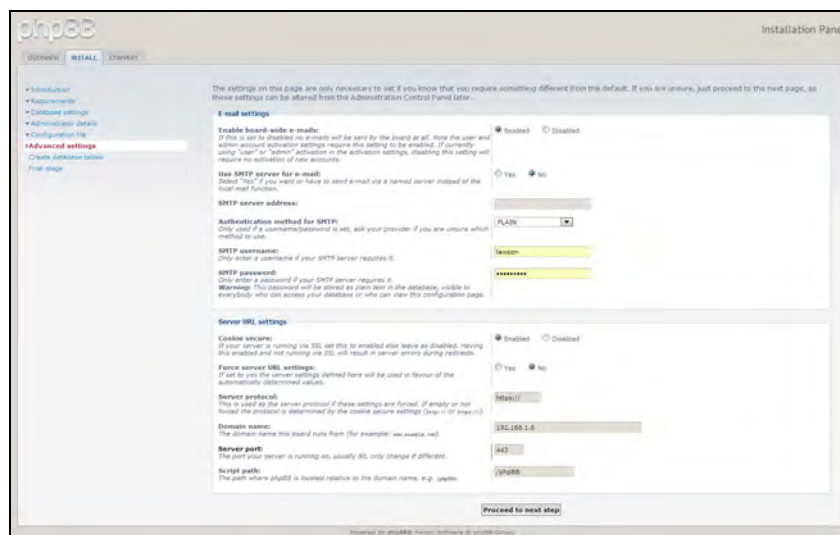 phpBB
Installation Pane
OVERVIEW INSTALL CONVERT
Introduction
Requirements
Database settings
Administrator details
Configuration file
Advanced settings
Create database tables
Final stage
The settings on this page are only necessary to set if you know that you require something different from the default. If you are unsure, just proceed to the next page, as
these settings can be altered from the Administration Control Panel later.
E-mail settings
Enable board-wide e-mails:
If this is set to disabled no e-mails will be sent by the board at all. Note the user and
admin account activation settings require this setting to be enabled. If currently
using "user" or "admin" activation in the activation settings, disabling this setting will
require no activation of new accounts.
Enabled Disabled
Use SMTP server for e-mail:
Select "Yes" if you want or have to send e-mail via a named server instead of the
local mail function.
Yes No
SMTP server address:
Authentication method for SMTP:
Only used if a username/password is set, ask your provider if you are unsure which
method to use.
PLAIN
SMTP username:
Only enter a username if your SMTP server requires it.
SMTP password:
Only enter a password if your SMTP server requires it.
Warning: This password will be stored as plain text in the database, visible to
everybody who can access your database or who can view this configuration page.
•••••••••
Server URL settings
Cookie secure:
If your server is running via SSL set this to enabled else leave as disabled. Having
this enabled and not running via SSL will result in server errors during redirects.
Enabled Disabled
Force server URL settings:
If set to yes the server settings defined here will be used in favour of the
automatically determined values.
Yes No
Server protocol:
This is used as the server protocol if these settings are forced. If empty or not
forced the protocol is determined by the cookie secure settings (http:// or https://).
https://
Domain name:
The domain name this board runs from (for example: www.example.com).
192.168.1.6
Server port:
The port your server is running on, usually 80, only change if different.
443
Script path:
The path where phpBB is located relative to the domain name, e.g. /phpBB3.
/phpBB
Proceed to next step
Powered by phpBB® Forum Software © phpBB Group